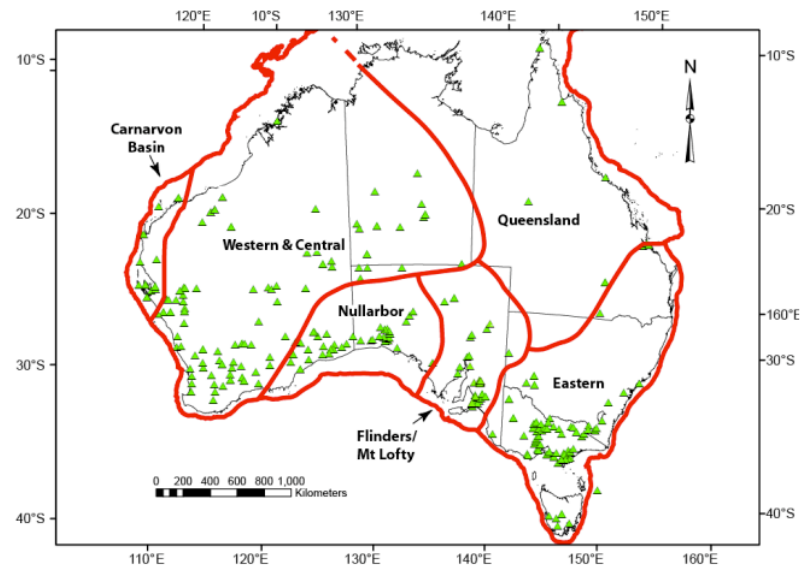 120°E 10°S 130°E 140°E 150°E
10°S
10°S
N
Carnarvon
Basin
20°S
20°S
Queensland
Western & Central
Nullarbor
160°E
30°S
30°S
Eastern
Flinders/
Mt Lofty
0 200 400 600 800 1,000
Kilometers
40°S
40°S
110°E 120°E 130°E 140°E 150°E 160°E